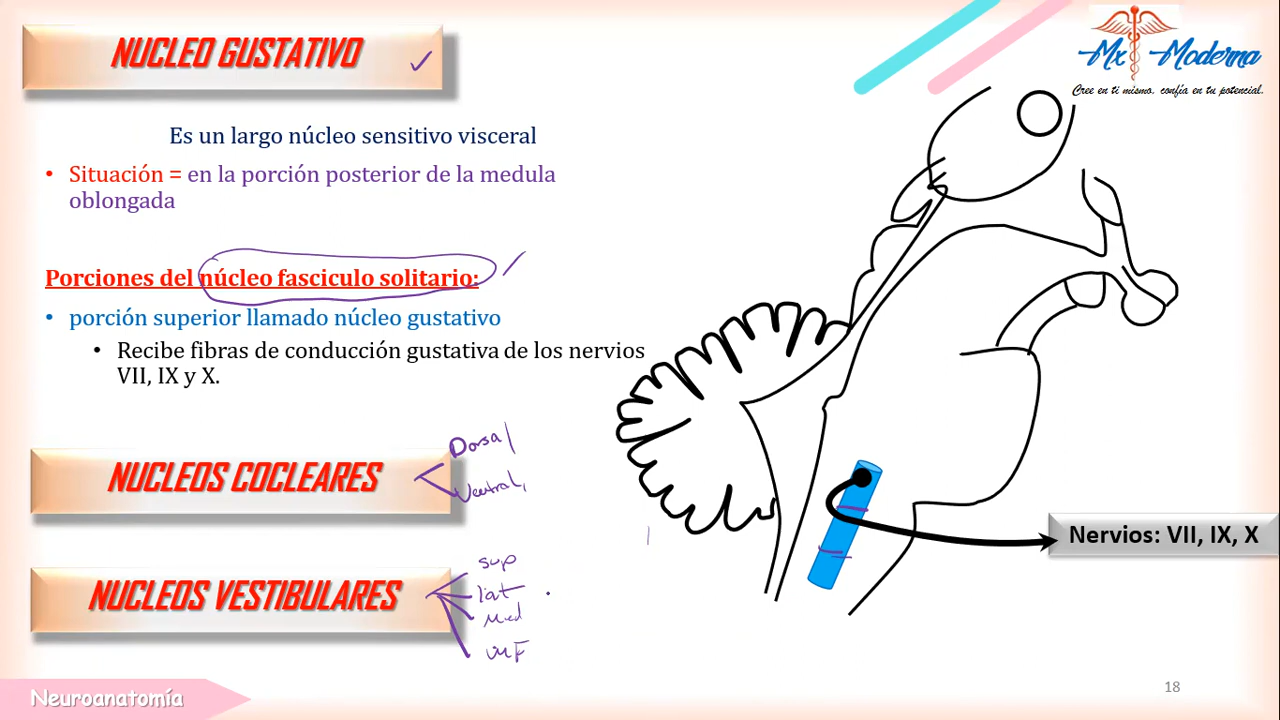 NUCLEO GUSTATIVO
Mx Moderna
Cree en ti mismo, confía en tu potencial.
Es un largo núcleo sensitivo visceral
• Situación = en la porción posterior de la medula
oblongada
Porciones del núcleo fasciculo solitario:
• porción superior llamado núcleo gustativo
• Recibe fibras de conducción gustativa de los nervios
VII, IX y X.
NUCLEOS COCLEARES
Dorsal
Ventral
Nervios: VII, IX, X
NUCLEOS VESTIBULARES
sup
lat
Med
Neuroanatomía
18